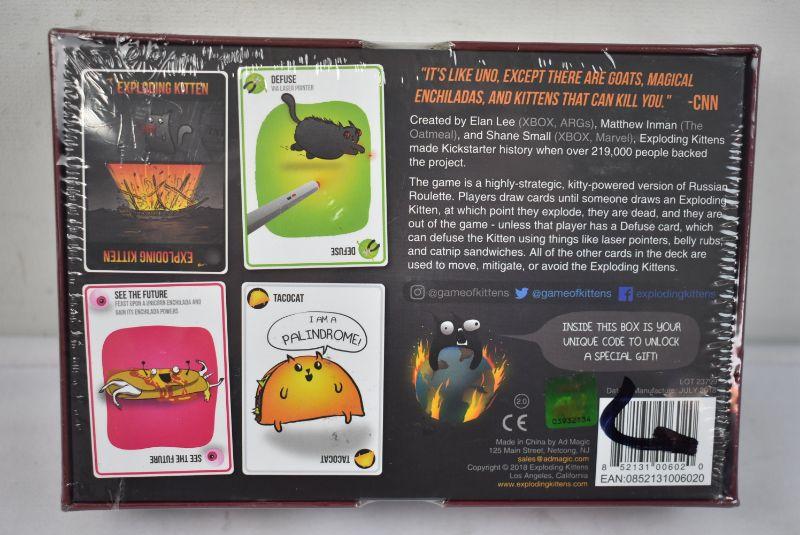 EXPLODING KITTEN
EXPLODING KITTEN
DEFUSE
VIA LASER POINTER
DEFUSE
SEE THE FUTURE
FEAST UPON A UNICORN ENCHILADA AND
GAIN ITS ENCHILADA POWERS
SEE THE FUTURE
TACOCAT
I AM A
PALINDROME!
TACOCAT
"IT'S LIKE UNO, EXCEPT THERE ARE GOATS, MAGICAL
ENCHILADAS, AND KITTENS THAT CAN KILL YOU." -CNN
Created by Elan Lee (XBOX, ARGs), Matthew Inman (The
Oatmeal), and Shane Small (XBOX, Marvel), Exploding Kittens
made Kickstarter history when over 219,000 people backed
the project.
The game is a highly-strategic, kitty-powered version of Russian
Roulette. Players draw cards until someone draws an Exploding
Kitten, at which point they explode, they are dead, and they are
out of the game - unless that player has a Defuse card, which
can defuse the Kitten using things like laser pointers, belly rubs,
and catnip sandwiches. All of the other cards in the deck are
used to move, mitigate, or avoid the Exploding Kittens.
@gameofkittens @gameofkittens explodingkittens
INSIDE THIS BOX IS YOUR
UNIQUE CODE TO UNLOCK
A SPECIAL GIFT!
LOT 23799
Manufacture: JULY
2.0
CE
03932134
Made in China by Ad Magic
125 Main Street, Netcong, NJ
sales@admagic.com
Copyright © 2018 Exploding Kittens
Los Angeles, California
www.explodingkittens.com
8 52131 00602 0
EAN:0852131006020